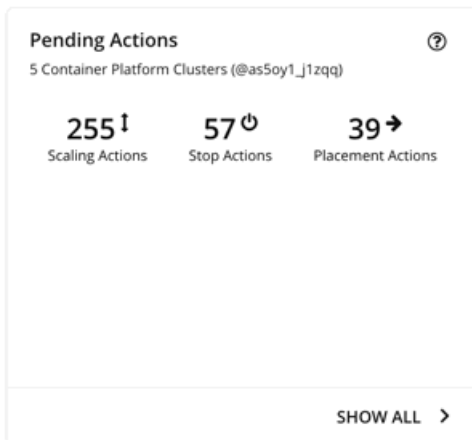 Pending Actions
5 Container Platform Clusters (@as5oy1_j1zqq)
255 57 39
Scaling Actions Stop Actions Placement Actions
SHOW ALL